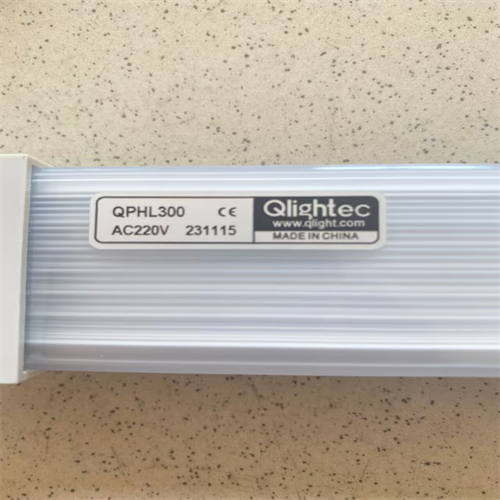 QPHL300 CE
AC220V 231115
Qlightec
www.qlight.com
MADE IN CHINA